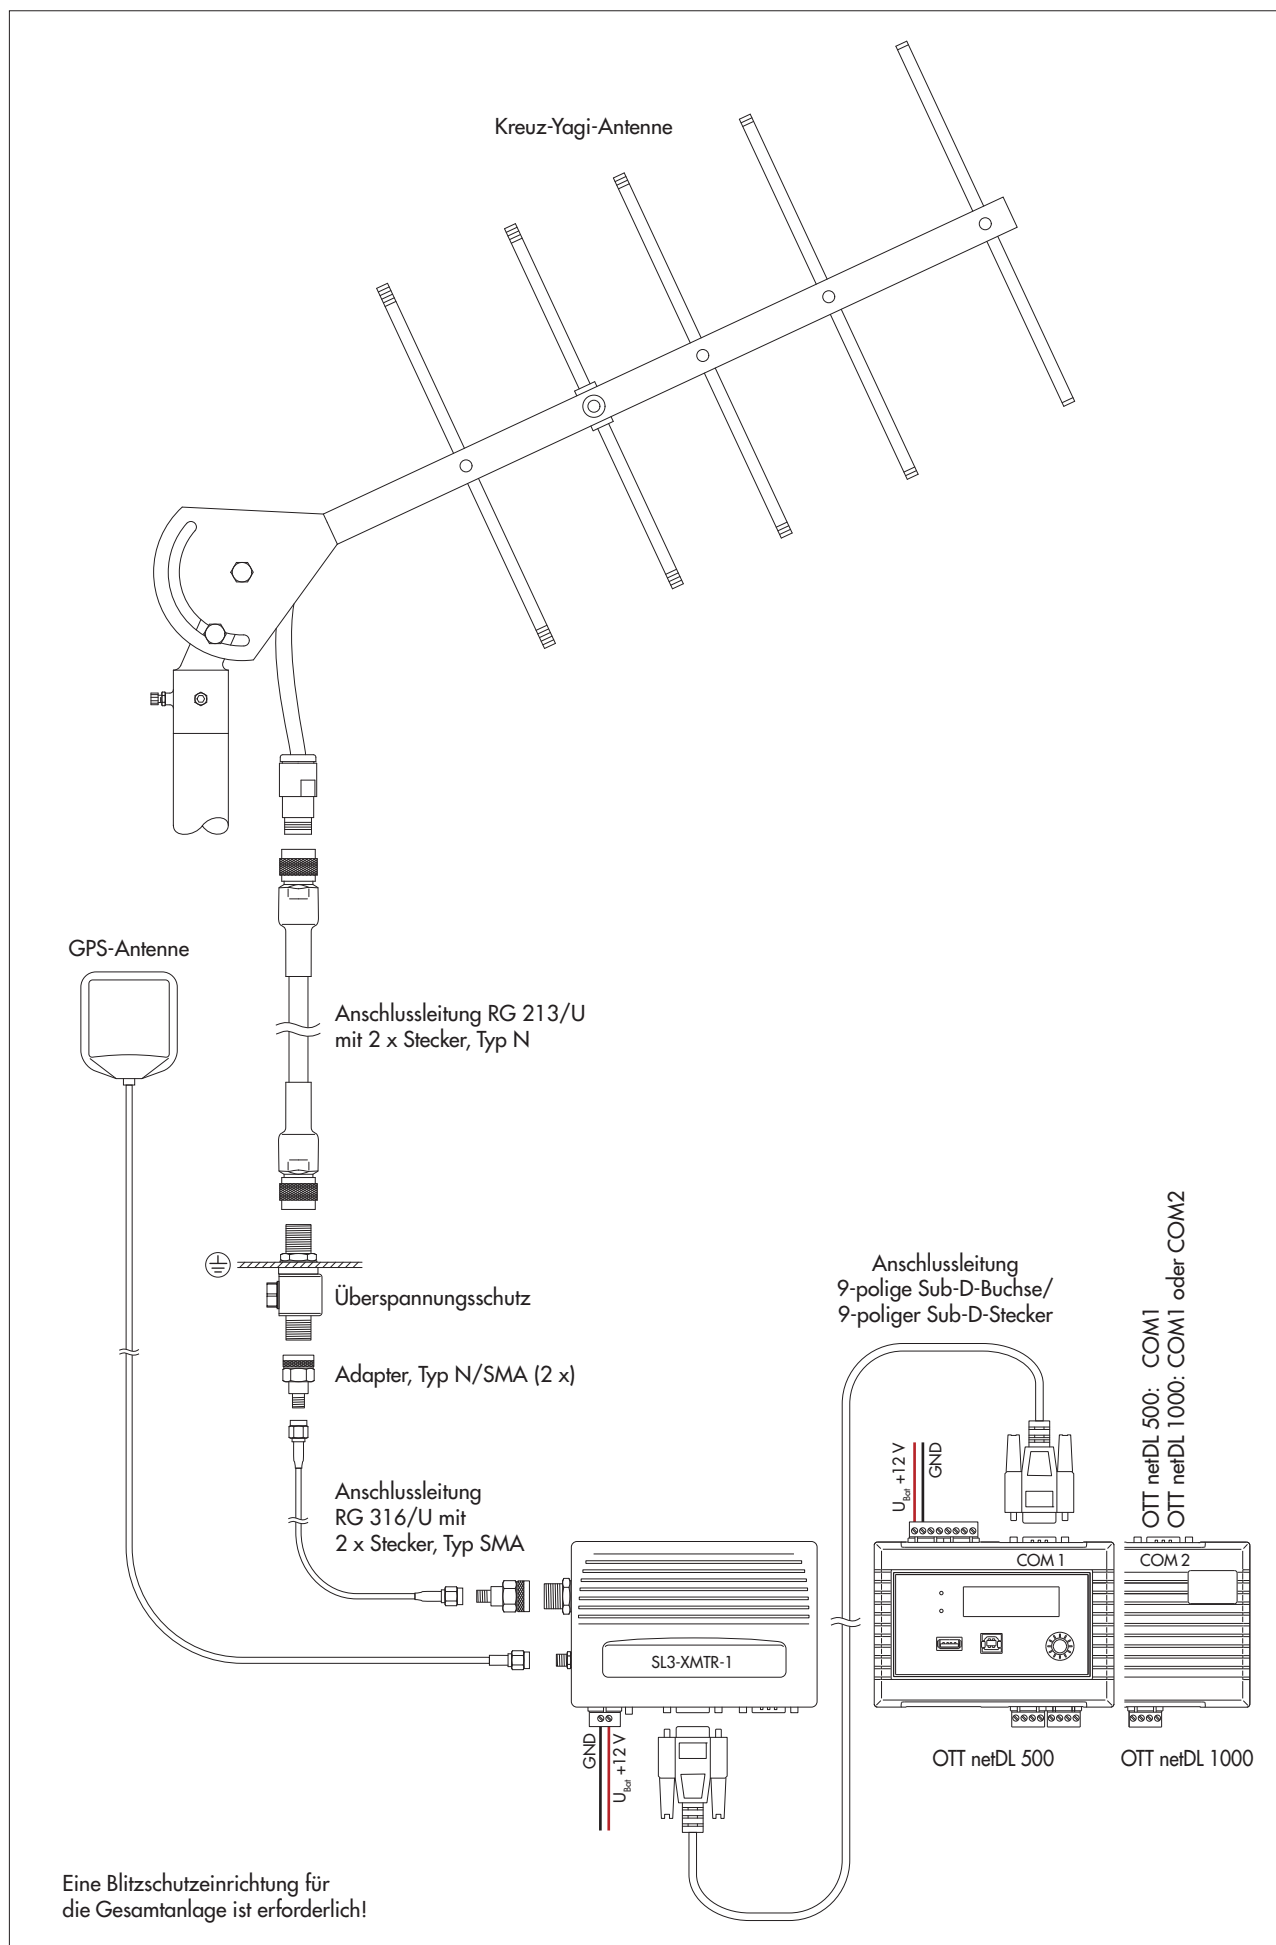 Kreuz-Yagi-Antenne
GPS-Antenne
Anschlussleitung RG 213/U
mit 2 x Stecker, Typ N
Überspannungsschutz
Adapter, Typ N/SMA (2 x)
Anschlussleitung
RG 316/U mit
2 x Stecker, Typ SMA
Anschlussleitung
9-polige Sub-D-Buchse/
9-poliger Sub-D-Stecker
OTT netDL 500: COM1
OTT netDL 1000: COM1 oder COM2
UBat +12 V
GND
COM 1
COM 2
SL3-XMTR-1
GND
UBat +12 V
OTT netDL 500
OTT netDL 1000
Eine Blitzschutzeinrichtung für
die Gesamtanlage ist erforderlich!